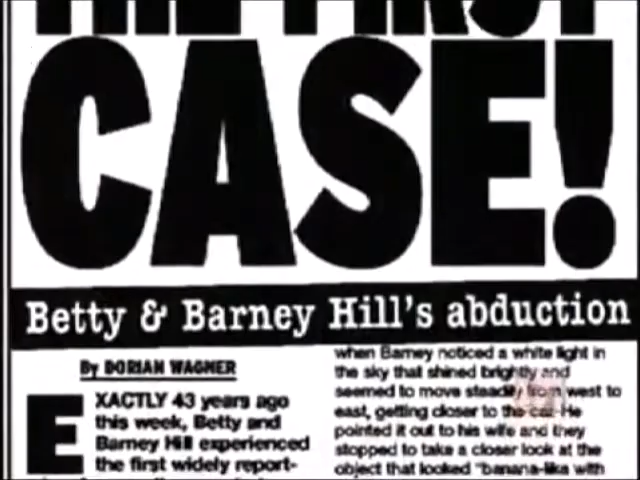 THE FIRST
CASE!
Betty & Barney Hill's abduction
By DORIAN WAGNER
EXACTLY 43 years ago
this week, Betty and
Barney Hill experienced
the first widely report-
when Barney noticed a white light in
the sky that shined brightly and
seemed to move steadily from west to
east, getting closer to the car. He
pointed it out to his wife and they
stopped to take a closer look at the
object that looked "banana-like with